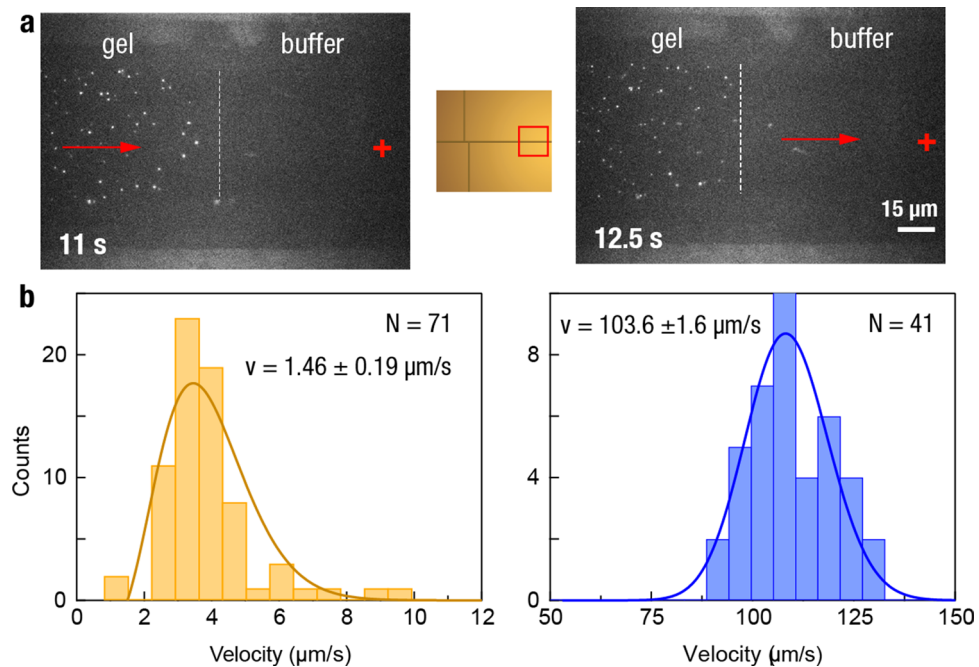 a
gel buffer
+
11 s
gel buffer
+
15 µm
12.5 s
b
N = 71
v = 1.46 ± 0.19 µm/s
20
10
0
Counts
0 2 4 6 8 10 12
Velocity (µm/s)
v = 103.6 ±1.6 µm/s N = 41
8
4
0
50 75 100 125 150
Velocity (µm/s)